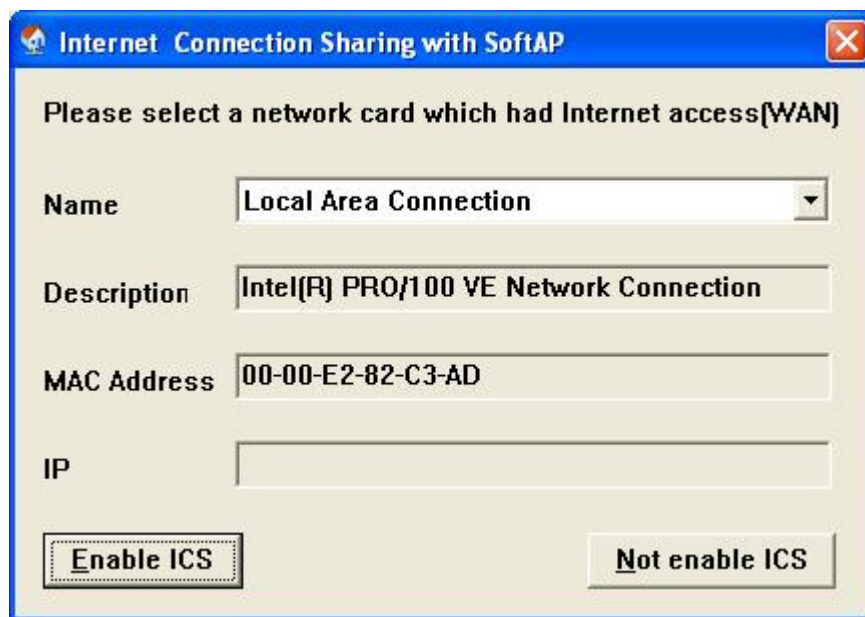 Internet Connection Sharing with SoftAP
Please select a network card which had Internet access(WAN)
Name Local Area Connection
Description Intel(R) PRO/100 VE Network Connection
MAC Address 00-00-E2-82-C3-AD
IP
Enable ICS Not enable ICS